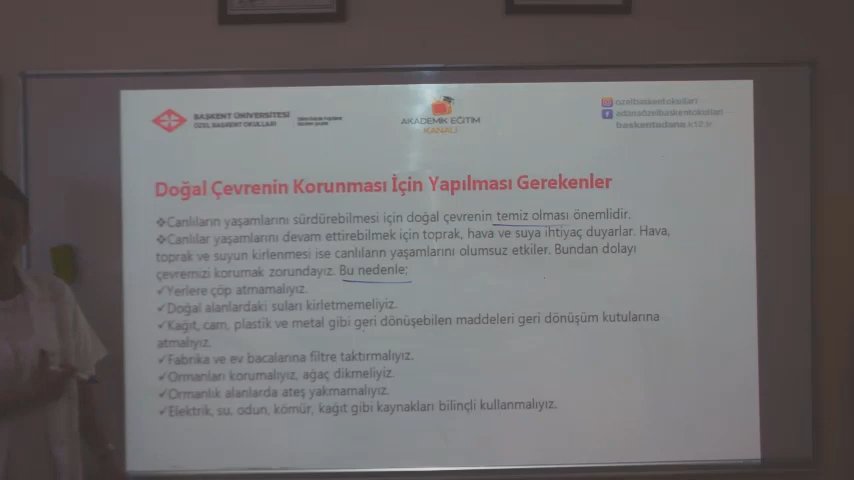 BAŞKENT ÜNİVERSİTESİ
ÖZEL BAŞKENT OKULLARI
AKADEMİK EĞİTİM
KANALI
ozelbaskentokullari
adanaozelbaskentokullari
baskentadana.k12.tr
Doğal Çevrenin Korunması İçin Yapılması Gerekenler
❖Canlıların yaşamlarını sürdürebilmesi için doğal çevrenin temiz olması önemlidir.
❖Canlılar yaşamlarını devam ettirebilmek için toprak, hava ve suya ihtiyaç duyarlar. Hava,
toprak ve suyun kirlenmesi ise canlıların yaşamlarını olumsuz etkiler. Bundan dolayı
çevremizi korumak zorundayız. Bu nedenle;
✓Yerlere çöp atmamalıyız.
✓Doğal alanlardaki suları kirletmemeliyiz.
✓Kağıt, cam, plastik ve metal gibi geri dönüşebilen maddeleri geri dönüşüm kutularına
atmalıyız.
✓Fabrika ve ev bacalarına filtre taktırmalıyız.
✓Ormanları korumalıyız, ağaç dikmeliyiz.
✓Ormanlık alanlarda ateş yakmamalıyız.
✓Elektrik, su, odun, kömür, kağıt gibi kaynakları bilinçli kullanmalıyız.